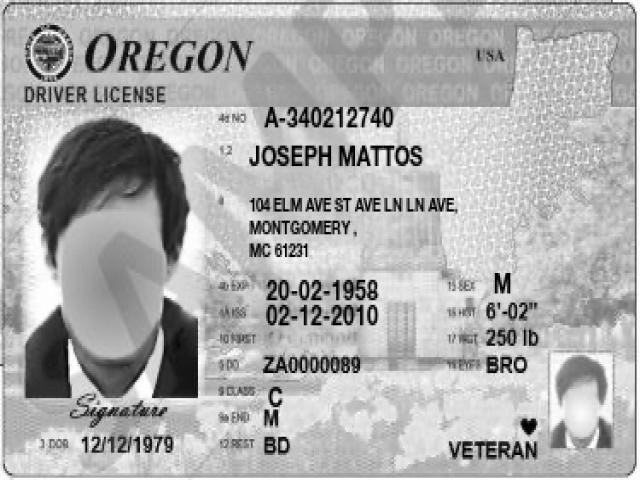 OREGON
USA
DRIVER LICENSE
4d NO A-340212740
1,2 JOSEPH MATTOS
8 104 ELM AVE ST AVE LN LN AVE,
MONTGOMERY ,
MC 61231
4b EXP 20-02-1958 15 SEX M
4A ISS 02-12-2010 16 HGT 6'-02"
10 FIRST 17 WGT 250 lb
5 DD ZA0000089 18 EYES BRO
9 CLASS C
9a END M
Signature
3 DOB 12/12/1979 12 REST BD VETERAN